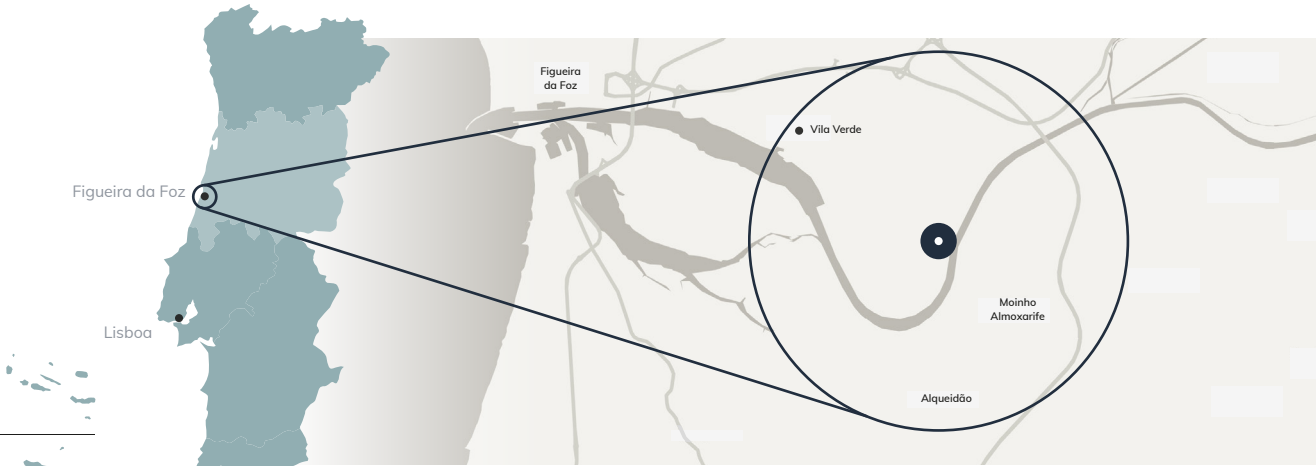 Figueira da Foz
Lisboa
Figueira
da Foz
Vila Verde
Moinho
Almoxarife
Alqueidão